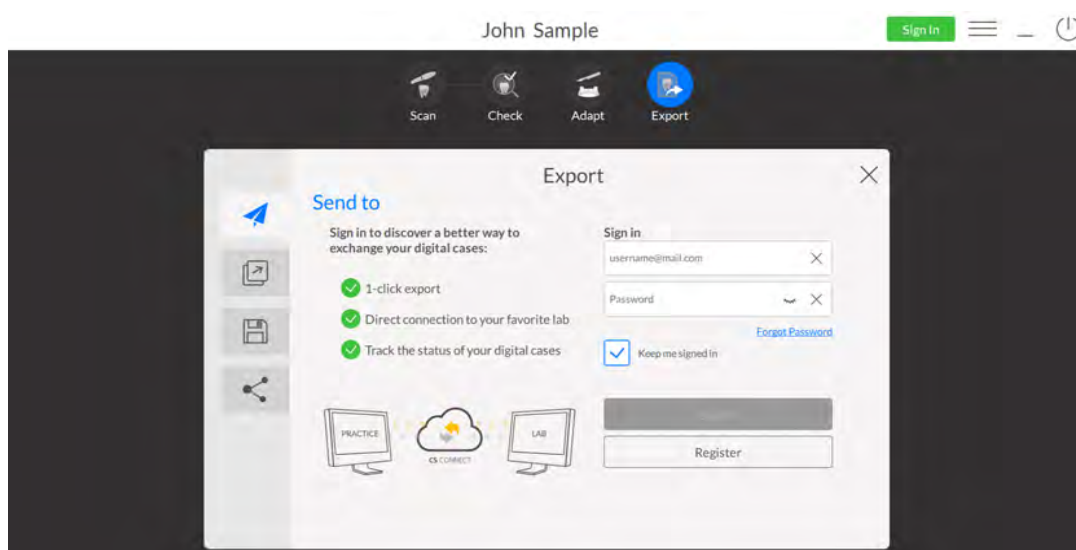 John Sample
Sign In
Scan
Check
Adapt
Export
Export
Send to
Sign in to discover a better way to
exchange your digital cases:
1-click export
Direct connection to your favorite lab
Track the status of your digital cases
PRACTICE
CS CONNECT
LAB
Sign in
username@mail.com
Password
Forgot Password
Keep me signed in
Register